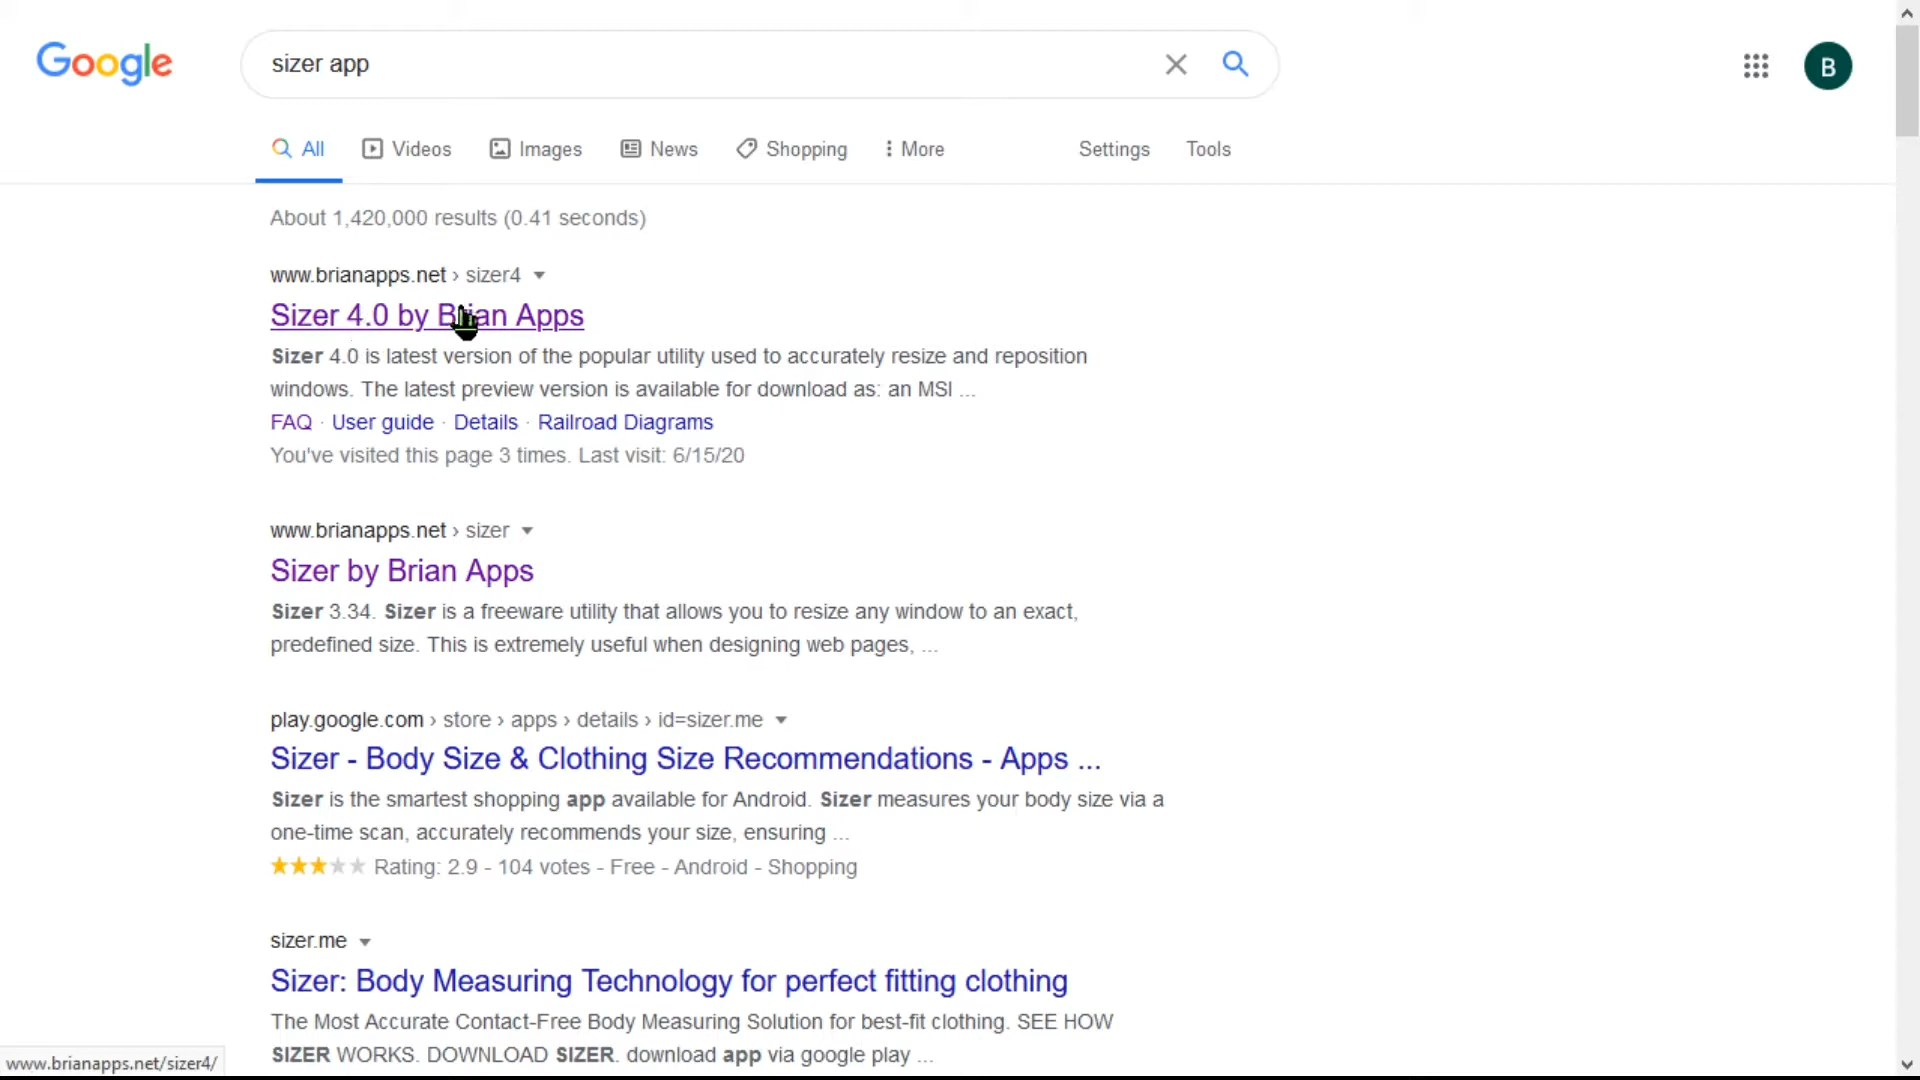 Google
sizer app
B
All
Videos
Images
News
Shopping
More
Settings
Tools
About 1,420,000 results (0.41 seconds)
www.brianapps.net › sizer4
Sizer 4.0 by Brian Apps
Sizer 4.0 is latest version of the popular utility used to accurately resize and reposition
windows. The latest preview version is available for download as: an MSI ...
FAQ · User guide · Details · Railroad Diagrams
You've visited this page 3 times. Last visit: 6/15/20
www.brianapps.net › sizer
Sizer by Brian Apps
Sizer 3.34. Sizer is a freeware utility that allows you to resize any window to an exact,
predefined size. This is extremely useful when designing web pages, ...
play.google.com › store › apps › details › id=sizer.me
Sizer - Body Size & Clothing Size Recommendations - Apps ...
Sizer is the smartest shopping app available for Android. Sizer measures your body size via a
one-time scan, accurately recommends your size, ensuring ...
Rating: 2.9 - 104 votes - Free - Android - Shopping
sizer.me
Sizer: Body Measuring Technology for perfect fitting clothing
The Most Accurate Contact-Free Body Measuring Solution for best-fit clothing. SEE HOW
SIZER WORKS. DOWNLOAD SIZER. download app via google play ...
www.brianapps.net/sizer4/